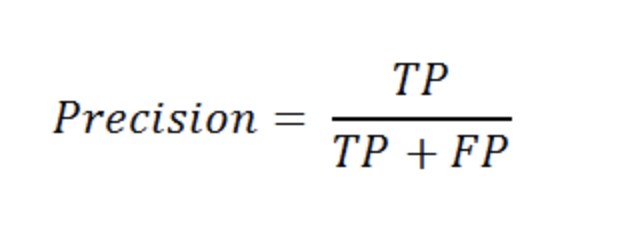 Precision = TP / TP + FP